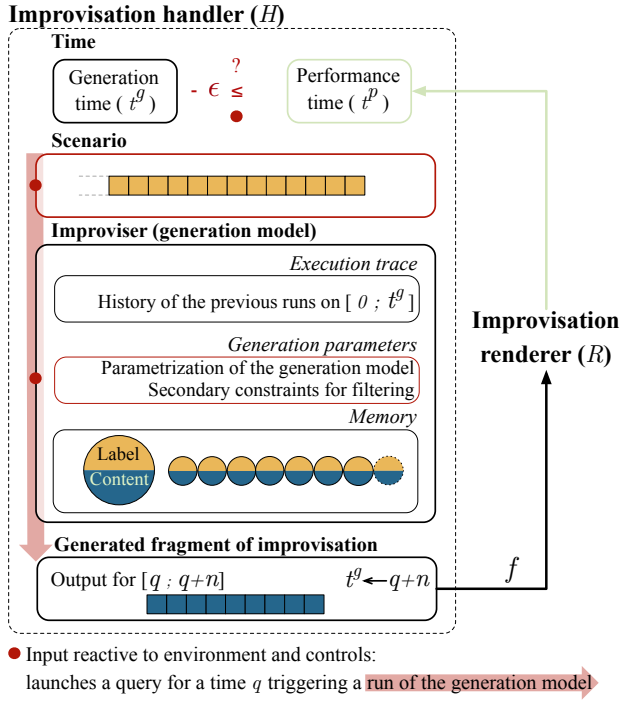 Improvisation handler (H)
Time
Generation
time ( t^g )
- ϵ ≤
?
Performance
time ( t^p )
Scenario
Improviser (generation model)
Execution trace
History of the previous runs on [ 0 ; t^g ]
Generation parameters
Parametrization of the generation model
Secondary constraints for filtering
Memory
Label
Content
Improvisation
renderer (R)
Generated fragment of improvisation
Output for [q ; q+n]
t^g ← q+n
f
Input reactive to environment and controls:
launches a query for a time q triggering a run of the generation model